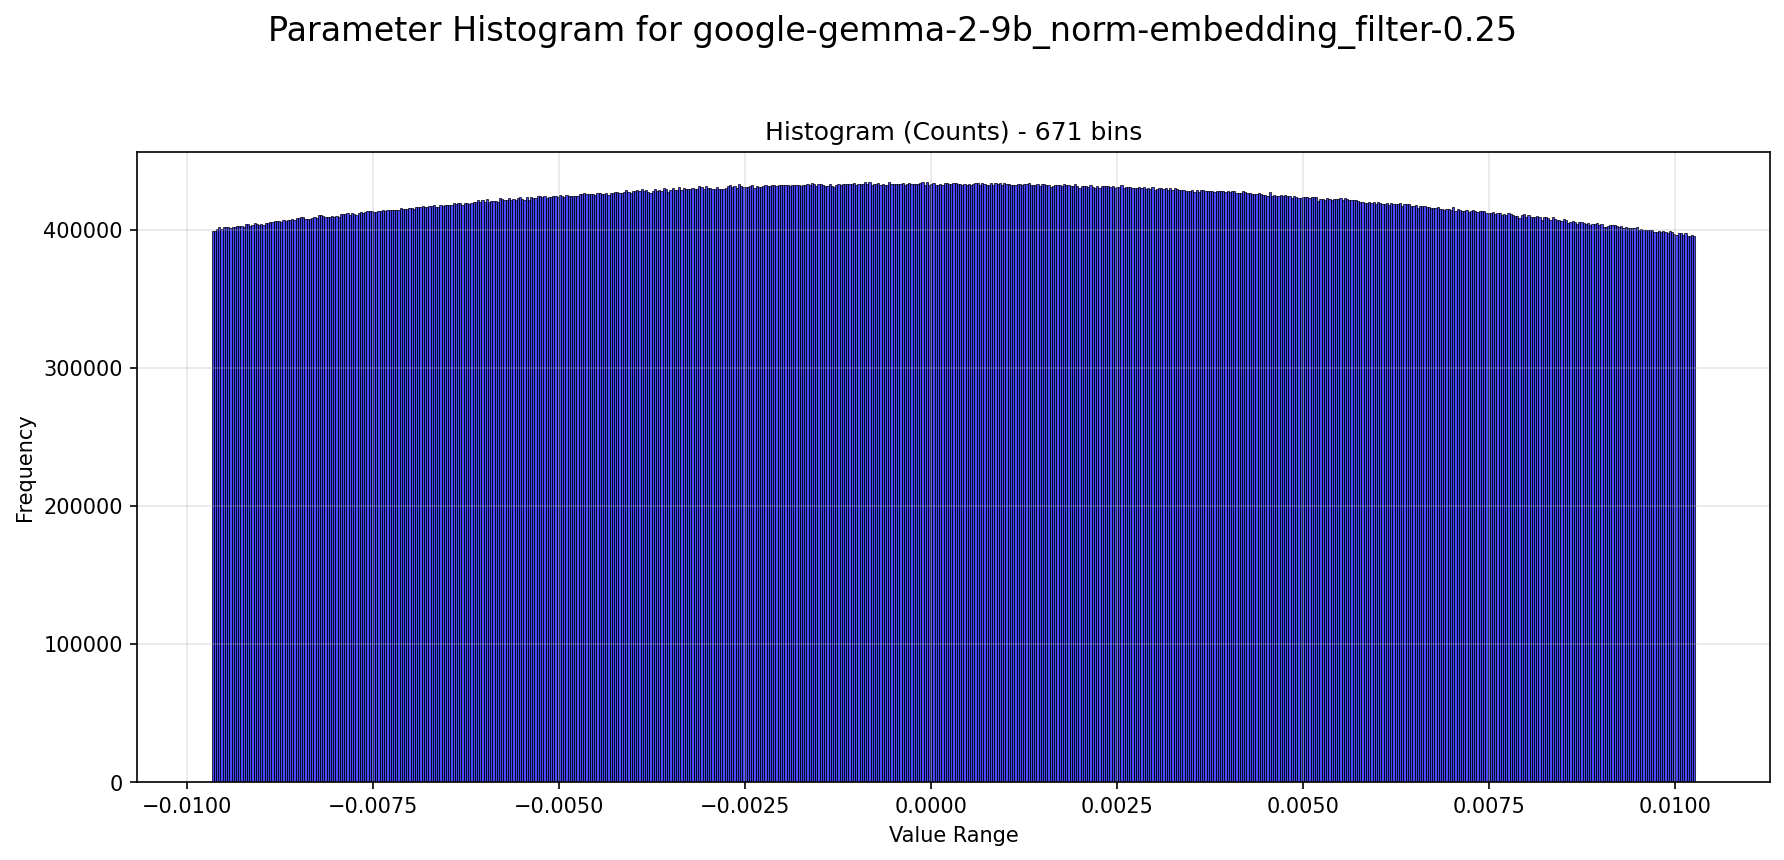 Parameter Histogram for google-gemma-2-9b_norm-embedding_filter-0.25
Histogram (Counts) - 671 bins
400000
300000
200000
100000
0
Frequency
−0.0100 −0.0075 −0.0050 −0.0025 0.0000 0.0025 0.0050 0.0075 0.0100
Value Range